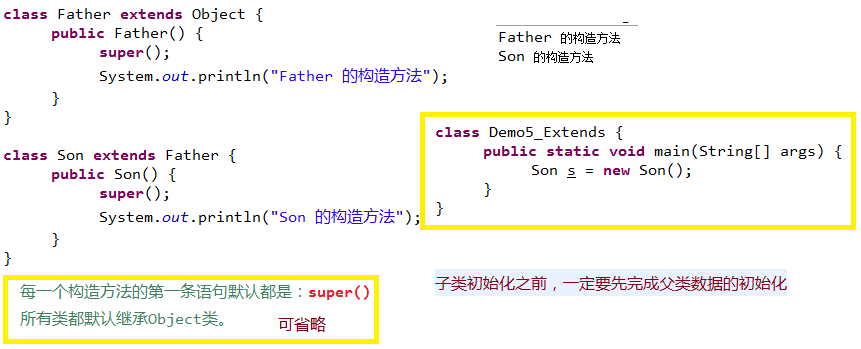 class Father extends Object {
public Father() {
super();
System.out.println("Father 的构造方法");
}
}
class Son extends Father {
public Son() {
super();
System.out.println("Son 的构造方法");
}
}
每一个构造方法的第一条语句默认都是：super()
所有类都默认继承Object类。 可省略
Father 的构造方法
Son 的构造方法
class Demo5_Extends {
public static void main(String[] args) {
Son s = new Son();
}
}
子类初始化之前，一定要先完成父类数据的初始化